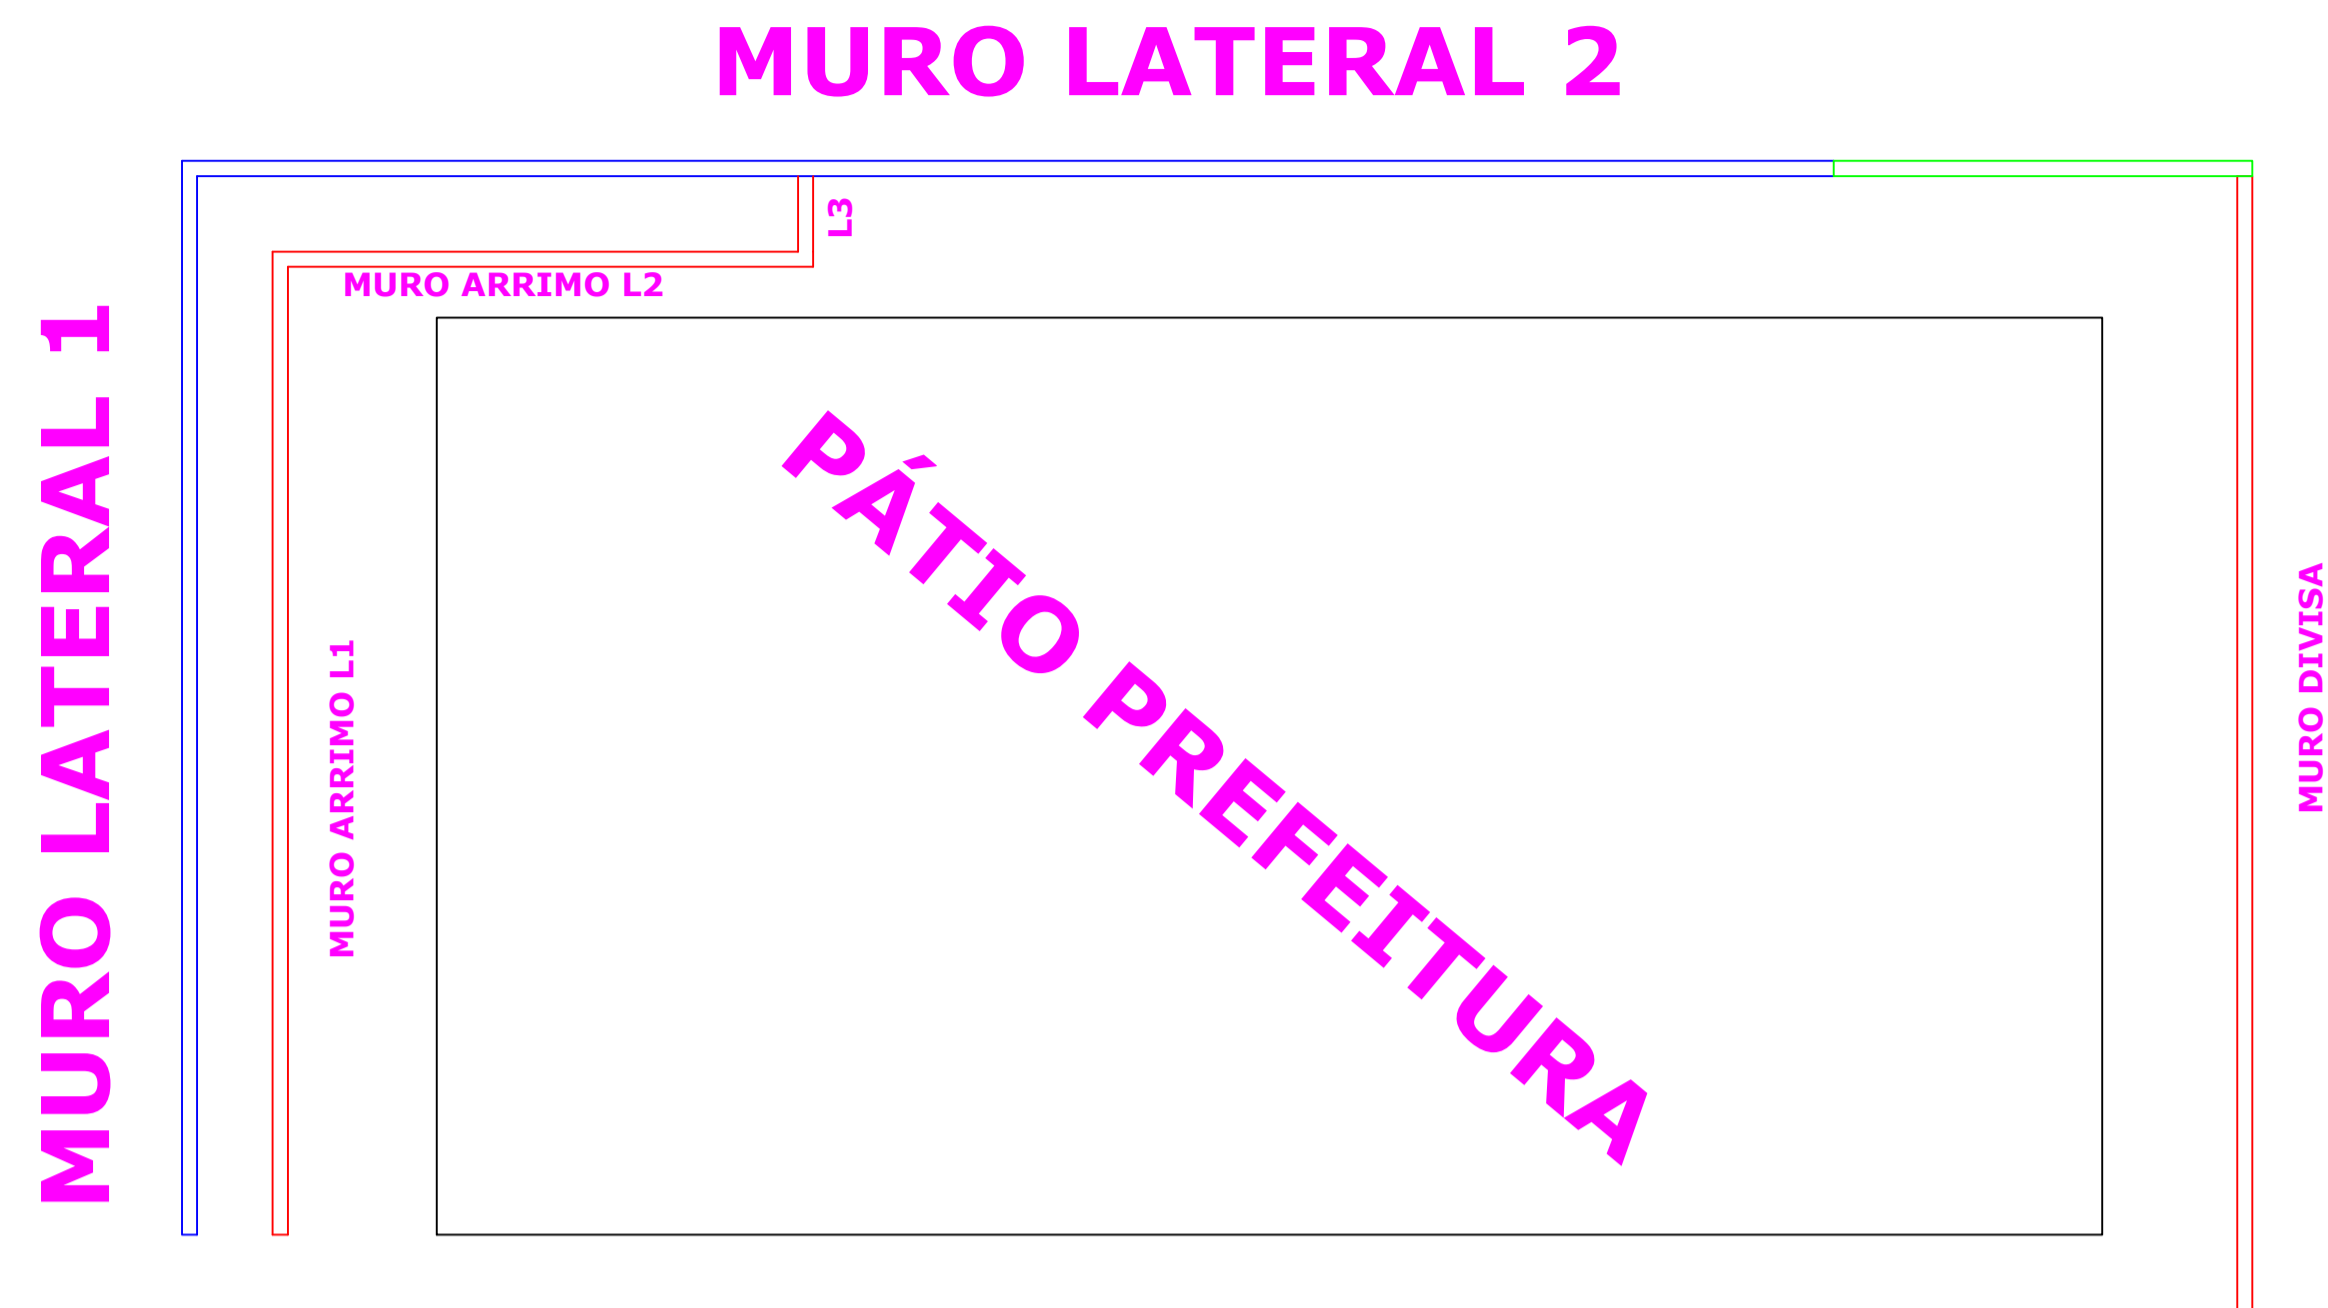 MURO LATERAL 2
L3
MURO ARRIMO L2
MURO LATERAL 1
MURO ARRIMO L1
PÁTIO PREFEITURA
MURO DIVISA